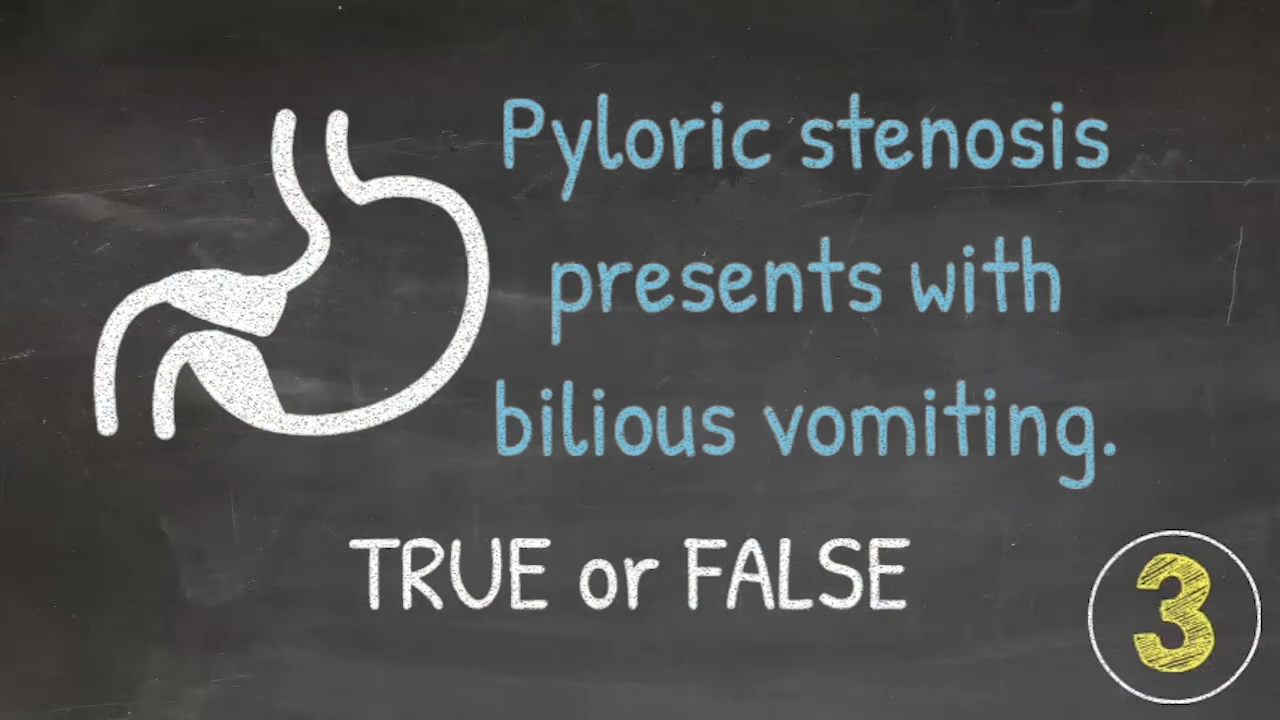 Pyloric stenosis
presents with
bilious vomiting.
TRUE or FALSE
3